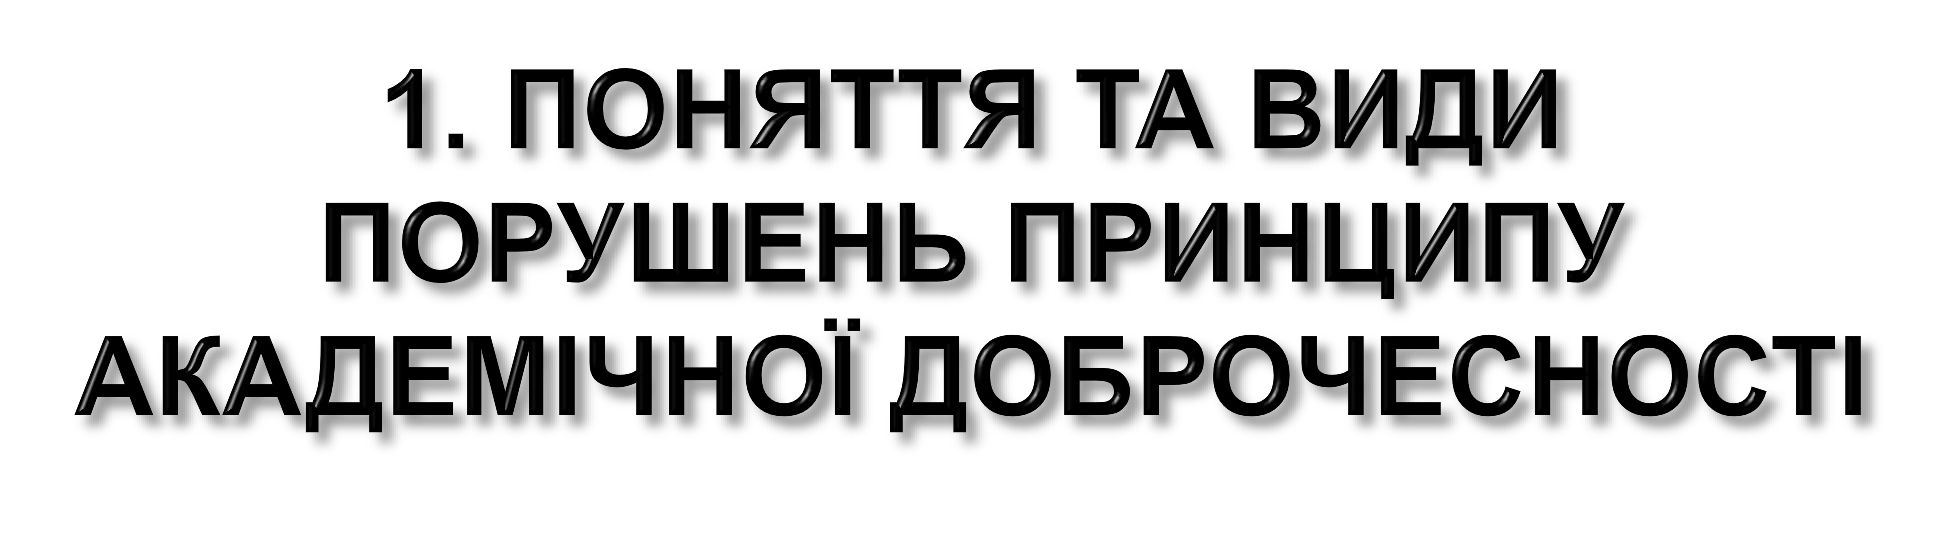 1. ПОНЯТТЯ ТА ВИДИ
ПОРУШЕНЬ ПРИНЦИПУ
АКАДЕМІЧНОЇ ДОБРОЧЕСНОСТІ